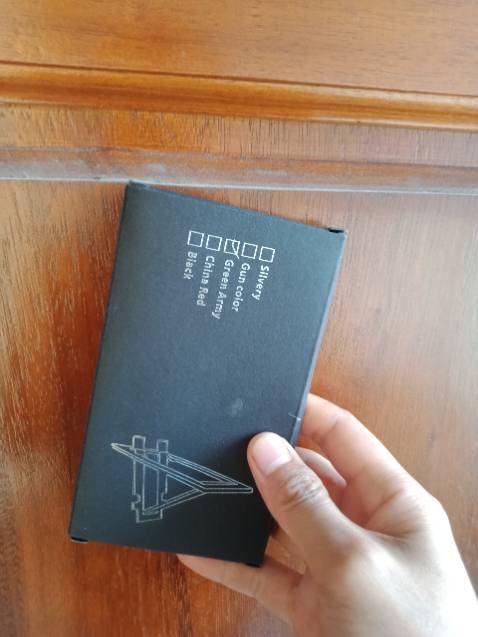 Silvery
Gun color
Green Army
China Red
Black